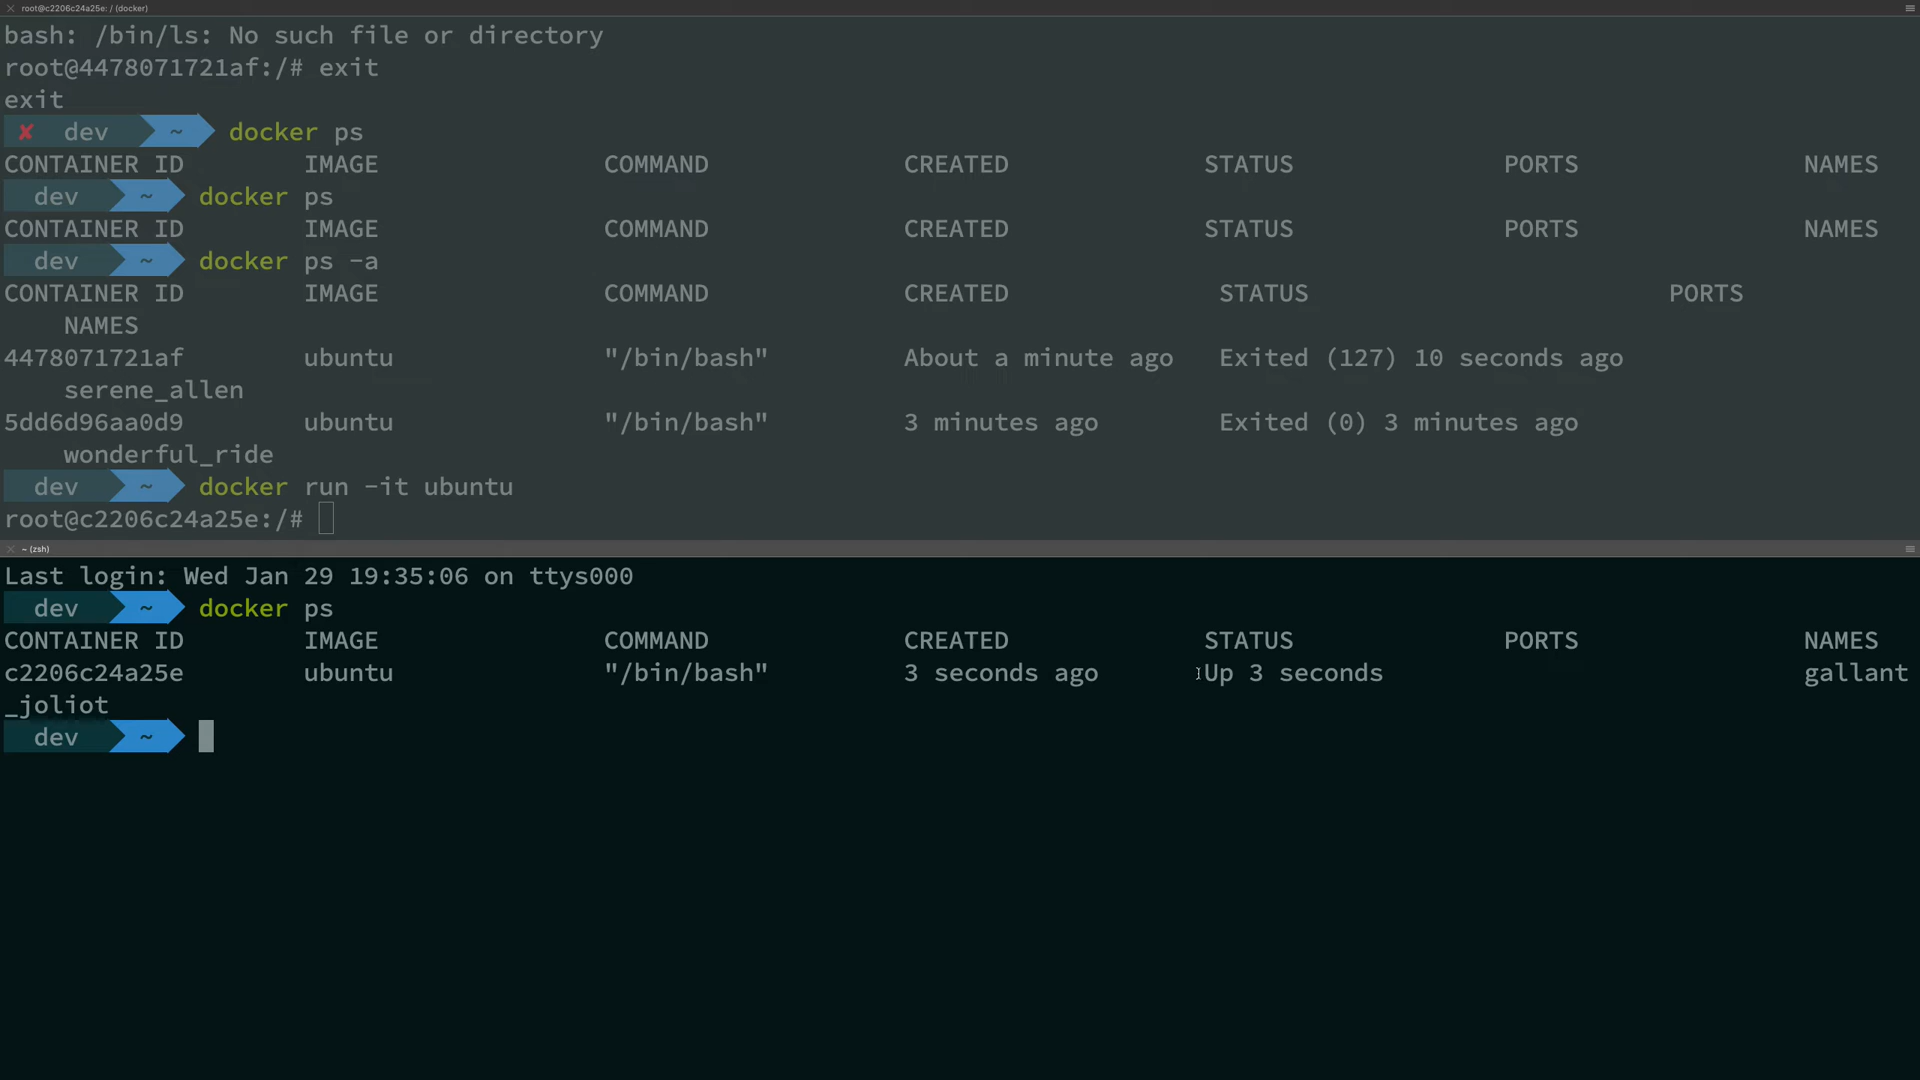 root@c2206c24a25e: / (docker)
bash: /bin/ls: No such file or directory
root@4478071721af:/# exit
exit
✘ dev ~ docker ps
CONTAINER ID IMAGE COMMAND CREATED STATUS PORTS NAMES
dev ~ docker ps
CONTAINER ID IMAGE COMMAND CREATED STATUS PORTS NAMES
dev ~ docker ps -a
CONTAINER ID IMAGE COMMAND CREATED STATUS PORTS
NAMES
4478071721af ubuntu "/bin/bash" About a minute ago Exited (127) 10 seconds ago
serene_allen
5dd6d96aa0d9 ubuntu "/bin/bash" 3 minutes ago Exited (0) 3 minutes ago
wonderful_ride
dev ~ docker run -it ubuntu
root@c2206c24a25e:/#
~ (zsh)
Last login: Wed Jan 29 19:35:06 on ttys000
dev ~ docker ps
CONTAINER ID IMAGE COMMAND CREATED STATUS PORTS NAMES
c2206c24a25e ubuntu "/bin/bash" 3 seconds ago Up 3 seconds gallant
_joliot
dev ~